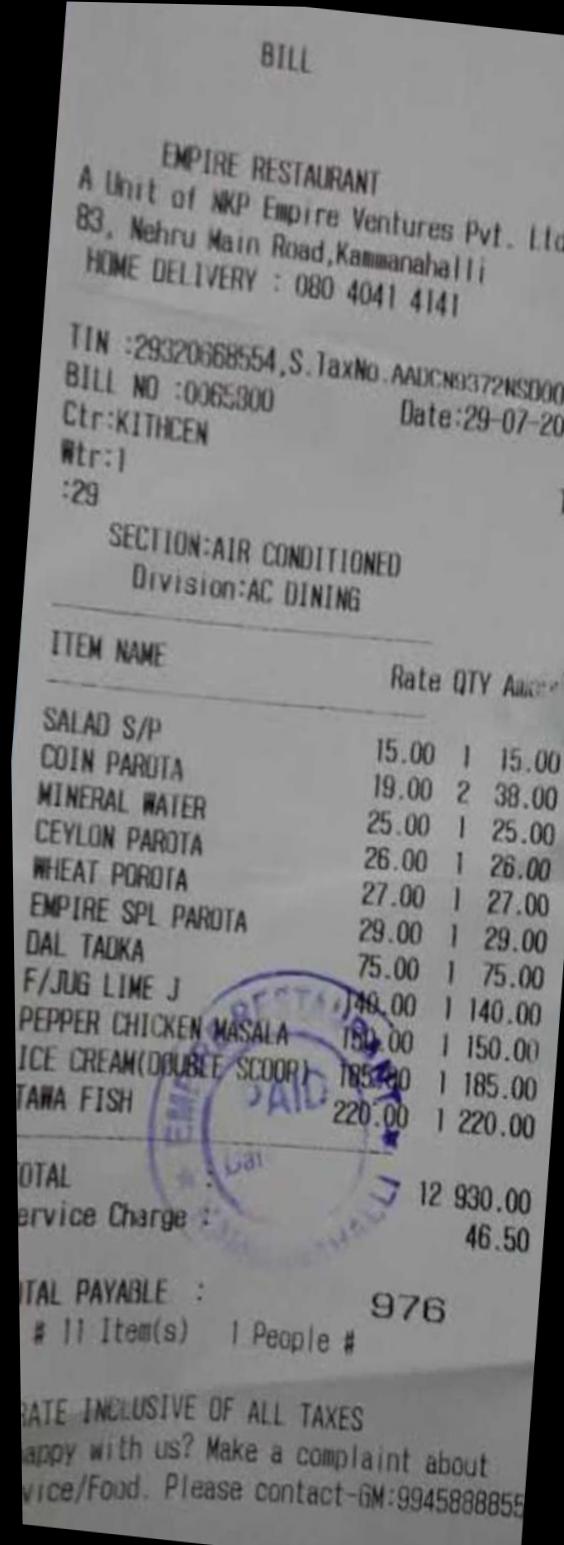 BILL
EMPIRE RESTAURANT
A Unit of NKP Empire Ventures Pvt. Ltd
83, Nehru Main Road,Kammanahalli
HOME DELIVERY : 080 4041 4141
TIN :29320668554,S.TaxNo.AADCN9372NSD00
BILL NO :0065300 Date:29-07-20
Ctr:KITHCEN
Wtr:1
:29
SECTION:AIR CONDITIONED
Division:AC DINING
ITEM NAME Rate QTY
SALAD S/P 15.00 1 15.00
COIN PAROTA 19.00 2 38.00
MINERAL WATER 25.00 1 25.00
CEYLON PAROTA 26.00 1 26.00
WHEAT POROTA 27.00 1 27.00
EMPIRE SPL PAROTA 29.00 1 29.00
DAL TADKA 75.00 1 75.00
F/JUG LIME J 140.00 1 140.00
PEPPER CHICKEN MASALA 150.00 1 150.00
ICE CREAM(DOUBLE SCOOP) 185.00 1 185.00
TAWA FISH 220.00 1 220.00
EMPIRE RESTAURANT
PAID
OTAL : 12 930.00
ervice Charge : 46.50
TAL PAYABLE : 976
# 11 Item(s) 1 People #
RATE INCLUSIVE OF ALL TAXES
appy with us? Make a complaint about
vice/Food. Please contact-GM:9945888855